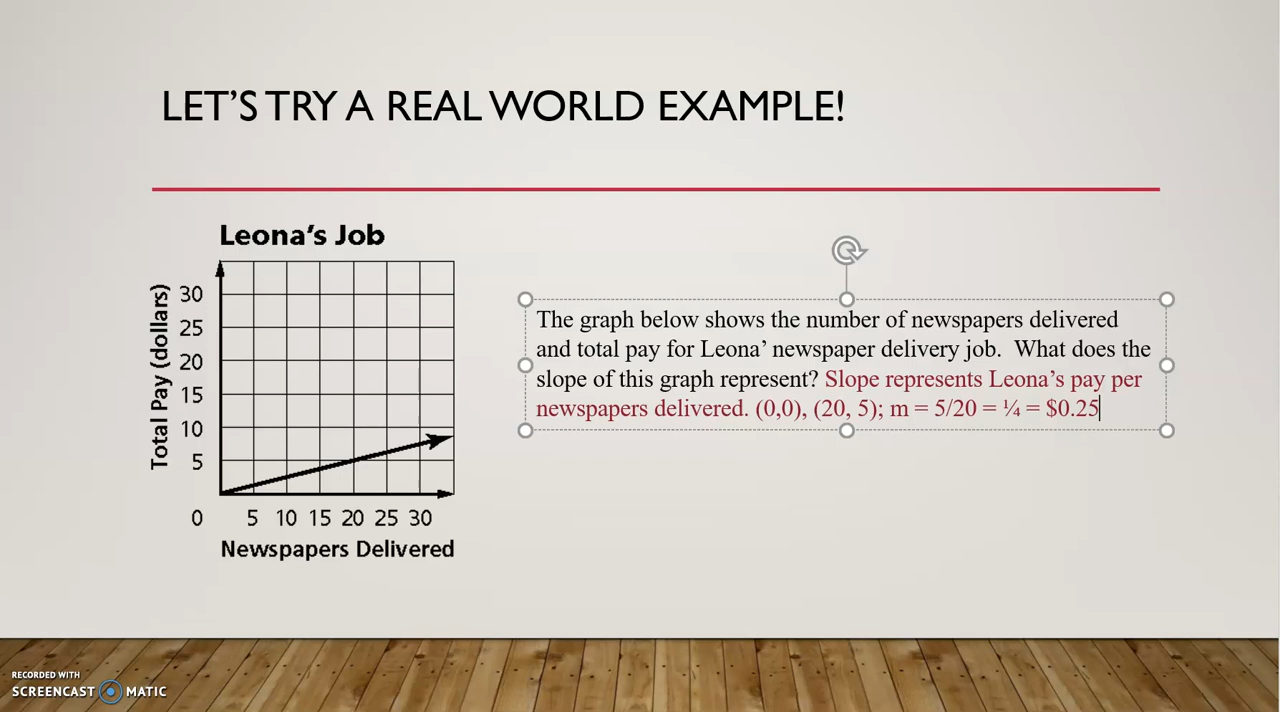 LET'S TRY A REAL WORLD EXAMPLE!
Leona's Job
Total Pay (dollars)
30
25
20
15
10
5
0 5 10 15 20 25 30
Newspapers Delivered
The graph below shows the number of newspapers delivered
and total pay for Leona' newspaper delivery job.  What does the
slope of this graph represent? Slope represents Leona's pay per
newspapers delivered. (0,0), (20, 5); m = 5/20 = ¼ = $0.25
RECORDED WITH
SCREENCAST MATIC